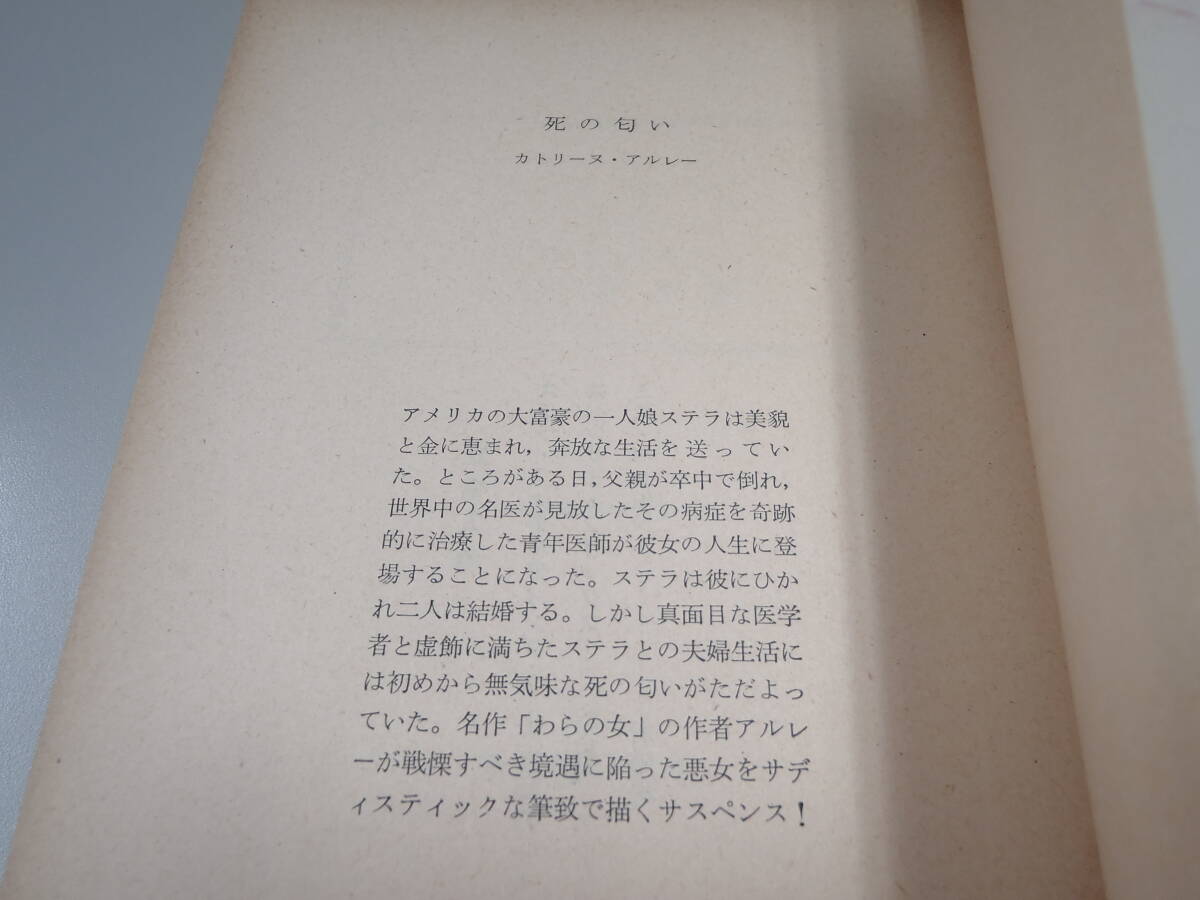 死の匂い
カトリーヌ・アルレー
アメリカの大富豪の一人娘ステラは美貌
と金に恵まれ，奔放な生活を送ってい
た。ところがある日，父親が卒中で倒れ，
世界中の名医が見放したその病症を奇跡
的に治療した青年医師が彼女の人生に登
場することになった。ステラは彼にひか
れ二人は結婚する。しかし真面目な医学
者と虚飾に満ちたステラとの夫婦生活に
は初めから無気味な死の匂いがただよっ
ていた。名作「わらの女」の作者アルレ
ーが戦慄すべき境遇に陥った悪女をサデ
ィスティックな筆致で描くサスペンス！